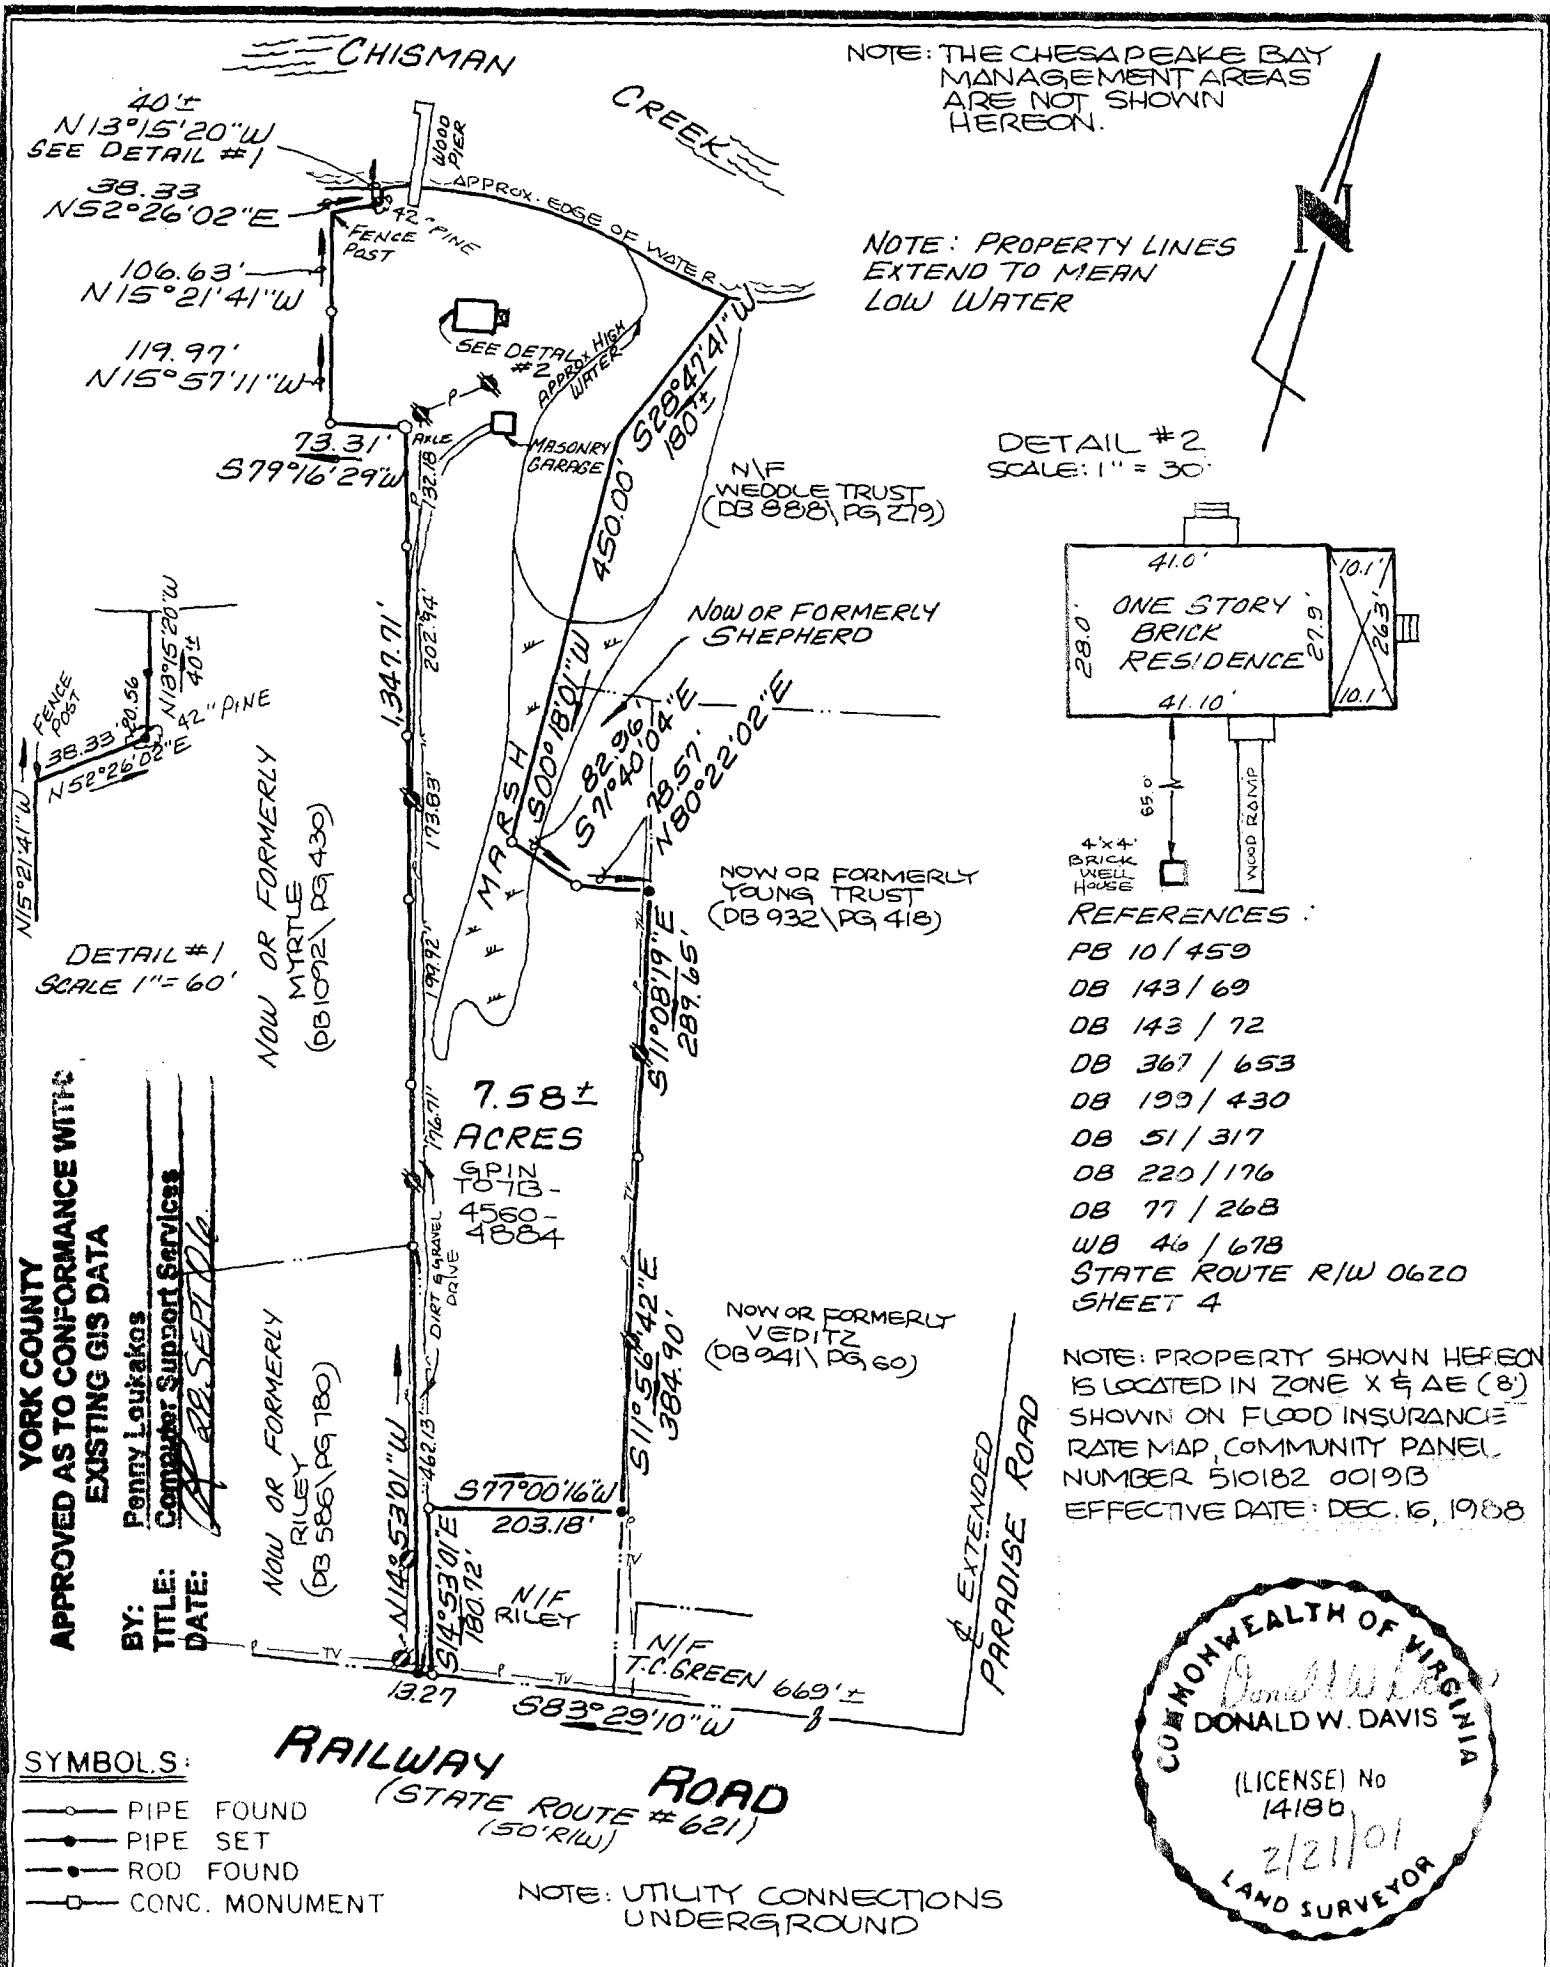 CHISMAN
CREEK
NOTE: THE CHESAPEAKE BAY
MANAGEMENT AREAS
ARE NOT SHOWN
HEREON.
N
40'±
N13°15'20"W
SEE DETAIL #1
38.33
N52°26'02"E
106.63'
N15°21'41"W
119.97'
N15°57'11"W
73.31'
S79°16'29"W
WOOD
PIER
APPROX. EDGE OF WATER
42" PINE
FENCE
POST
SEE DETAIL
#2
APPROX HIGH
WATER
AXLE
MASONRY
GARAGE
NOTE: PROPERTY LINES
EXTEND TO MEAN
LOW WATER
S28°47'41"W
180'±
450.00'
S00°18'01"W
N\F
WEDDLE TRUST
(DB 888\PG 279)
NOW OR FORMERLY
SHEPHERD
82.96'
S71°40'04"E
78.57'
N80°22'02"E
NOW OR FORMERLY
YOUNG TRUST
(DB 932\PG 418)
DETAIL #2
SCALE: 1" = 30'
41.0'
10.1'
ONE STORY
BRICK
RESIDENCE
28.0'
27.9'
26.3'
41.10'
10.1'
65.0'
WOOD RAMP
4'x4'
BRICK
WELL
HOUSE
REFERENCES:
PB 10/459
DB 143/69
DB 143/72
DB 367/653
DB 199/430
DB 51/317
DB 220/176
DB 77/268
WB 46/678
STATE ROUTE R/W 0620
SHEET 4
N13°15'20"W
40'±
FENCE
POST
20.56
42" PINE
38.33'
N52°26'02"E
N15°21'41"W
DETAIL #1
SCALE 1"=60'
1,347.71'
132.18
202.94'
173.83'
199.92'
176.71'
462.13'
N14°53'01"W
NOW OR FORMERLY
MYRTLE
(DB1092\PG 430)
MARSH
S11°08'19"E
289.65'
7.58±
ACRES
GPIN
T07B-
4560-
4884
DIRT & GRAVEL
DRIVE
S11°56'42"E
384.90'
NOW OR FORMERLY
VEDITZ
(DB 941\PG 60)
NOW OR FORMERLY
RILEY
(DB 586\PG 780)
S77°00'16"W
203.18'
S14°53'01"E
180.72'
N/F
RILEY
N/F
T.C. GREEN
669'±
13.27
S83°29'10"W
℄ EXTENDED
PARADISE ROAD
RAILWAY ROAD
(STATE ROUTE #621)
(50' R/W)
YORK COUNTY
APPROVED AS TO CONFORMANCE WITH
EXISTING GIS DATA
BY: Penny Loukakos
TITLE: Computer Support Services
DATE: 28 SEPT 06
NOTE: PROPERTY SHOWN HEREON
IS LOCATED IN ZONE X & AE (8')
SHOWN ON FLOOD INSURANCE
RATE MAP, COMMUNITY PANEL
NUMBER 510182 0019B
EFFECTIVE DATE: DEC. 16, 1988
COMMONWEALTH OF VIRGINIA
DONALD W. DAVIS
(LICENSE) No
1418b
2/21/01
LAND SURVEYOR
SYMBOLS:
PIPE FOUND
PIPE SET
ROD FOUND
CONC. MONUMENT
NOTE: UTILITY CONNECTIONS
UNDERGROUND